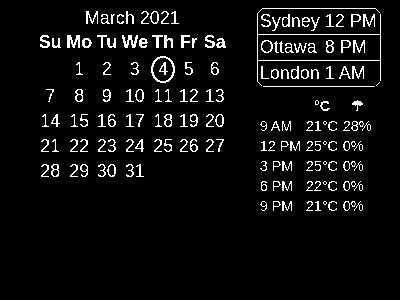 March 2021
Su Mo Tu We Th Fr Sa
1 2 3 4 5 6
7 8 9 10 11 12 13
14 15 16 17 18 19 20
21 22 23 24 25 26 27
28 29 30 31
Sydney 12 PM
Ottawa 8 PM
London 1 AM
°C ☂
9 AM 21°C 28%
12 PM 25°C 0%
3 PM 25°C 0%
6 PM 22°C 0%
9 PM 21°C 0%